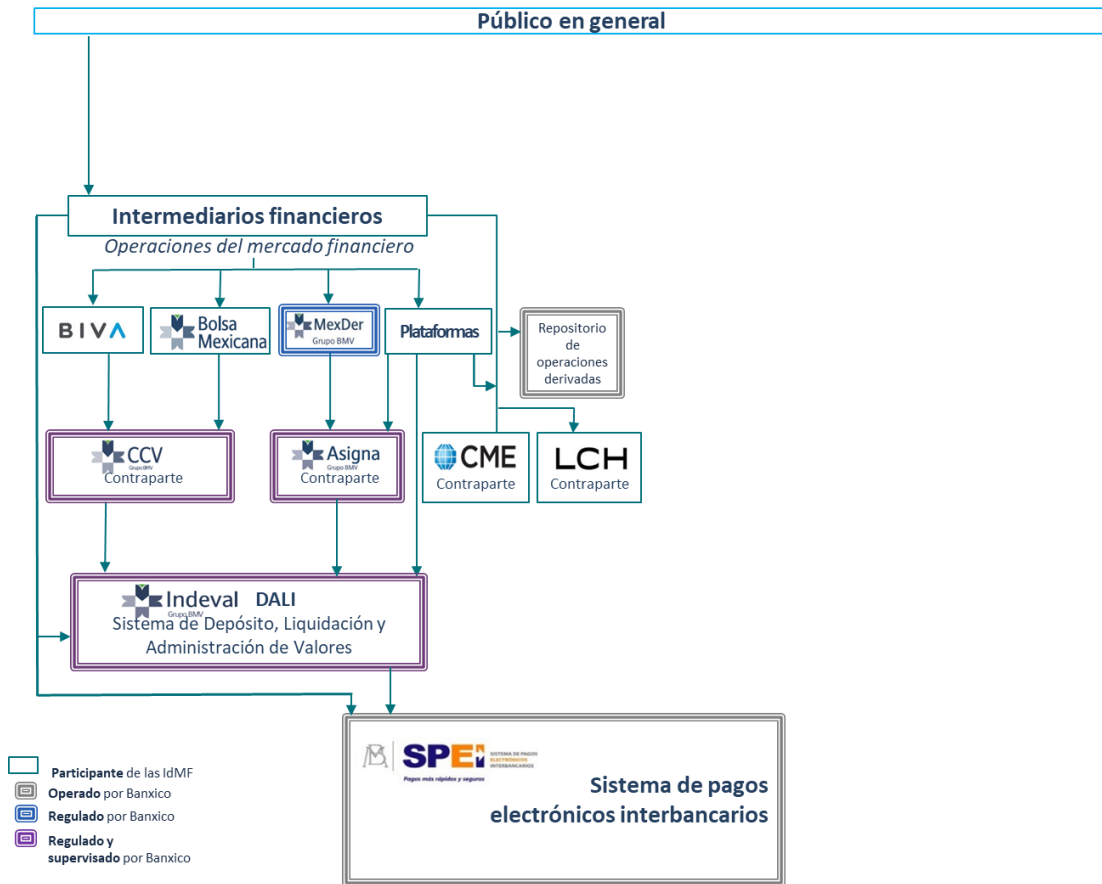 Público en general
Intermediarios financieros
Operaciones del mercado financiero
BIVA
Bolsa
Mexicana
MexDer
Grupo BMV
Plataformas
Repositorio
de
operaciones
derivadas
CCV
Grupo BMV
Contraparte
Asigna
Grupo BMV
Contraparte
CME
Contraparte
LCH
Contraparte
Indeval DALI
Grupo BMV
Sistema de Depósito, Liquidación y
Administración de Valores
SPEI
SISTEMA DE PAGOS
ELECTRÓNICOS
INTERBANCARIOS
Pagos más rápidos y seguros
Sistema de pagos
electrónicos interbancarios
Participante de las IdMF
Operado por Banxico
Regulado por Banxico
Regulado y
supervisado por Banxico